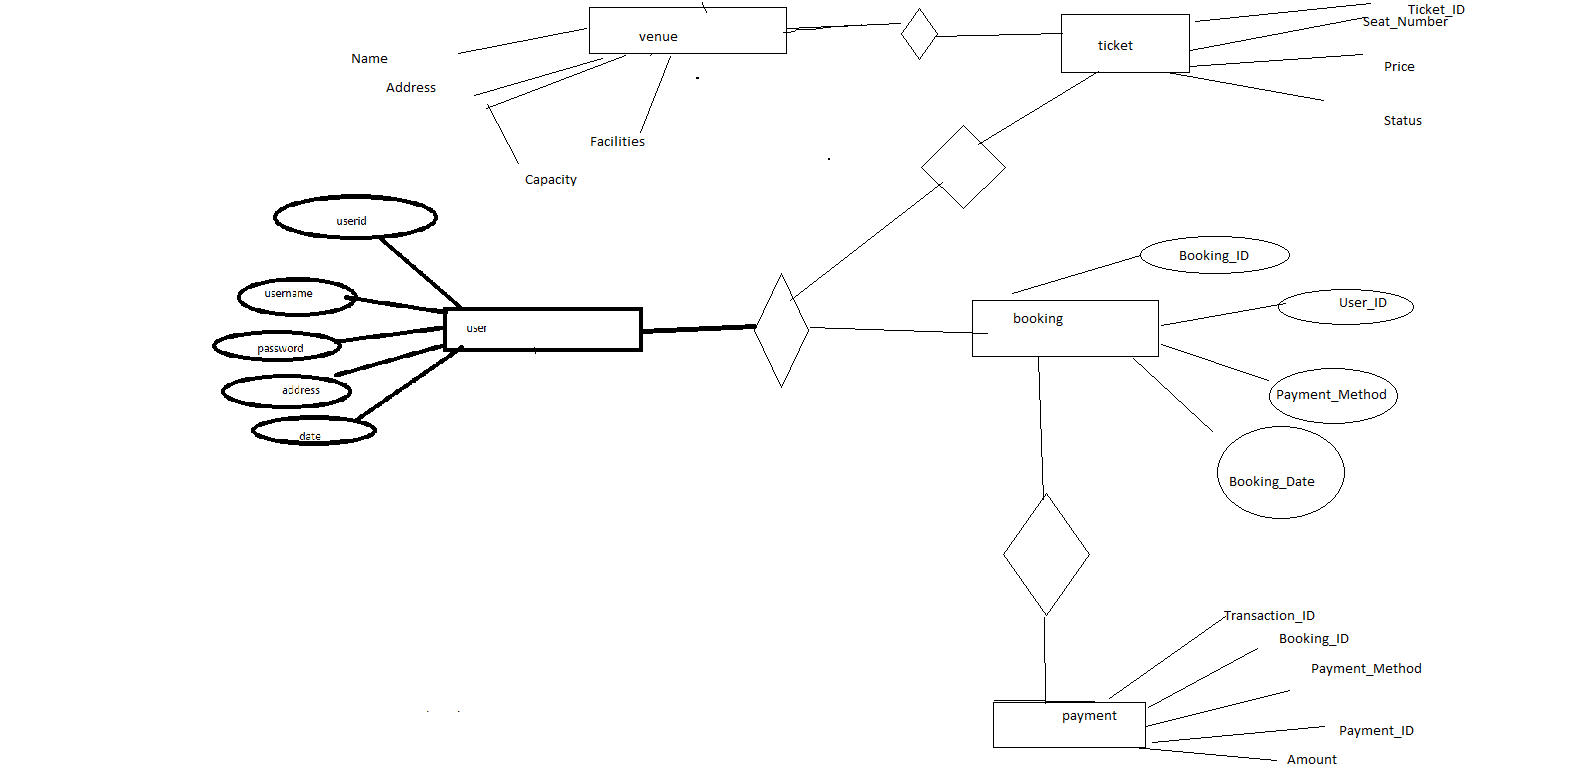 Ticket_ID
Seat_Number
venue
ticket
Name
Price
Address
Status
Facilities
Capacity
userid
Booking_ID
username
User_ID
booking
user
password
address
Payment_Method
date
Booking_Date
Transaction_ID
Booking_ID
Payment_Method
payment
Payment_ID
Amount